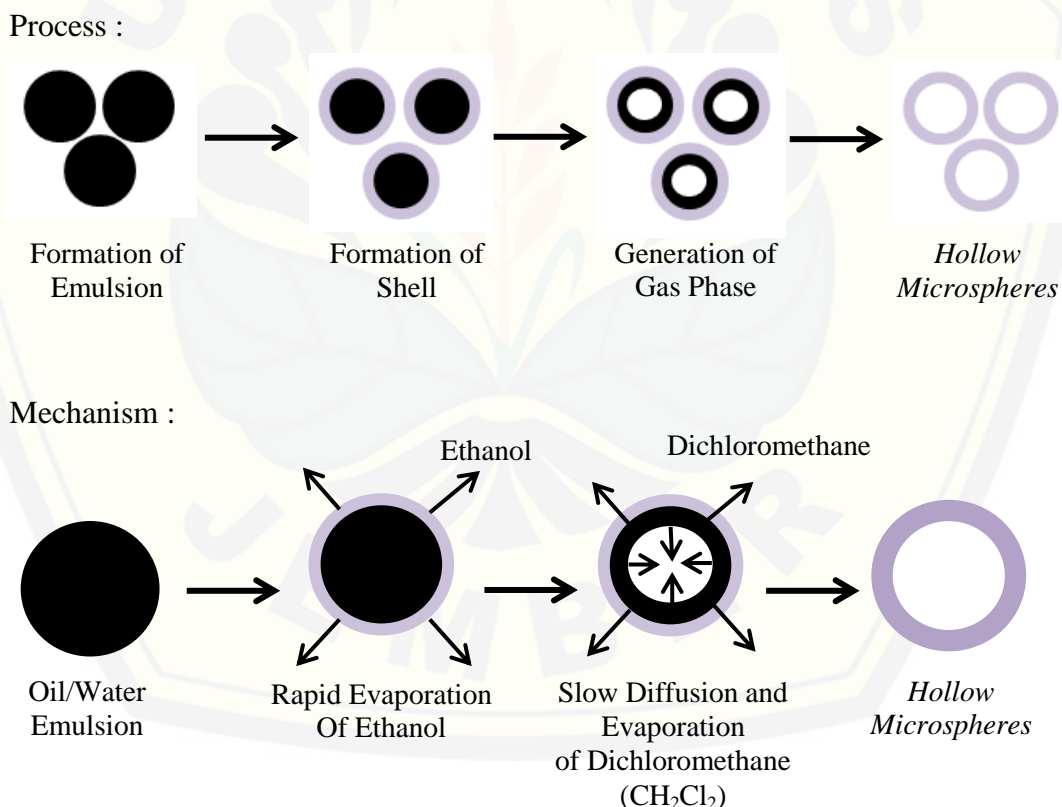 Process :
Formation of
Emulsion
Formation of
Shell
Generation of
Gas Phase
Hollow
Microspheres
Mechanism :
Ethanol
Dichloromethane
Oil/Water
Emulsion
Rapid Evaporation
Of Ethanol
Slow Diffusion and
Evaporation
of Dichloromethane
(CH₂Cl₂)
Hollow
Microspheres
JEMBER